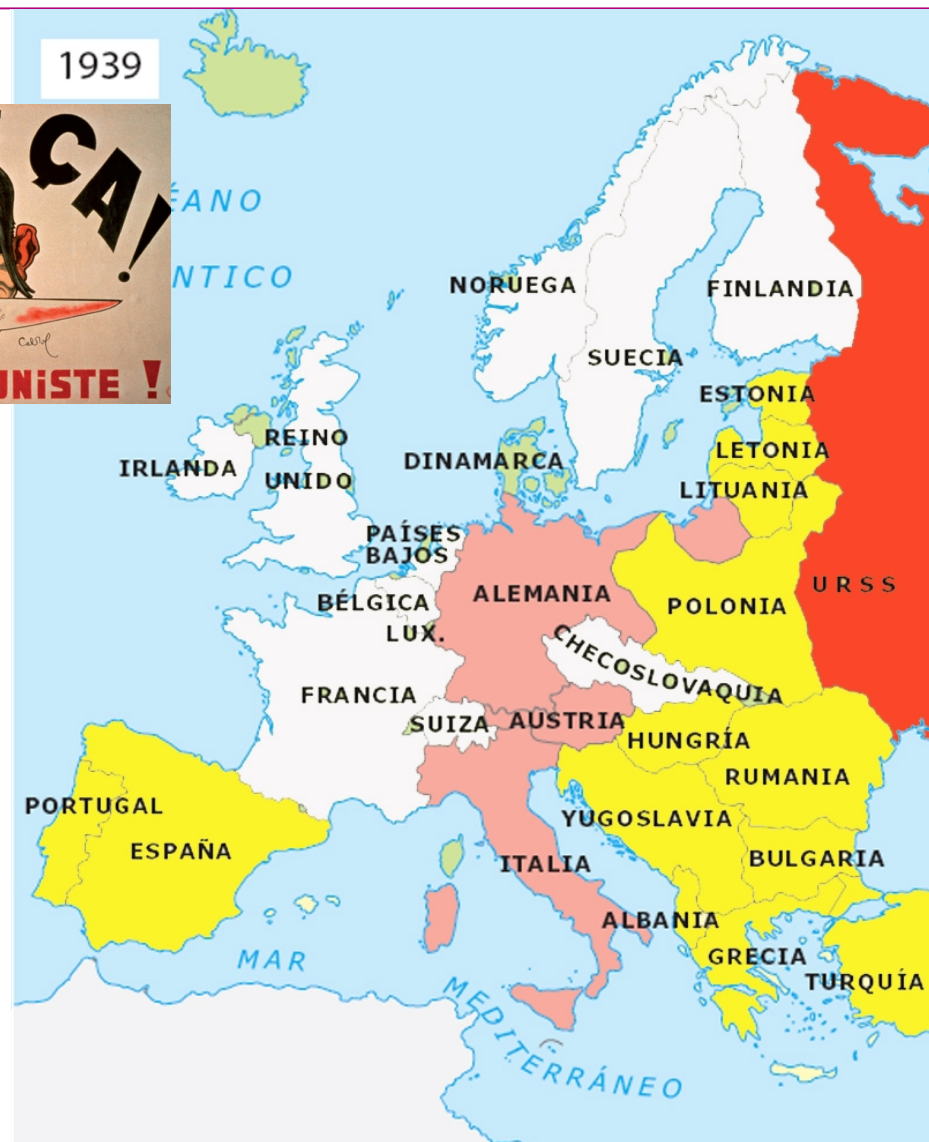 1939
ÇA!
Cabrol
UNiSTE !
ÉANO
NTICO
NORUEGA
FINLANDIA
SUECIA
ESTONIA
LETONIA
LITUANIA
REINO
UNIDO
IRLANDA
DINAMARCA
PAÍSES
BAJOS
BÉLGICA
LUX.
ALEMANIA
POLONIA
URSS
CHECOSLOVAQUIA
FRANCIA
SUIZA
AUSTRIA
HUNGRÍA
RUMANIA
PORTUGAL
ESPAÑA
YUGOSLAVIA
ITALIA
BULGARIA
ALBANIA
GRECIA
TURQUÍA
MAR
MEDITERRÁNEO